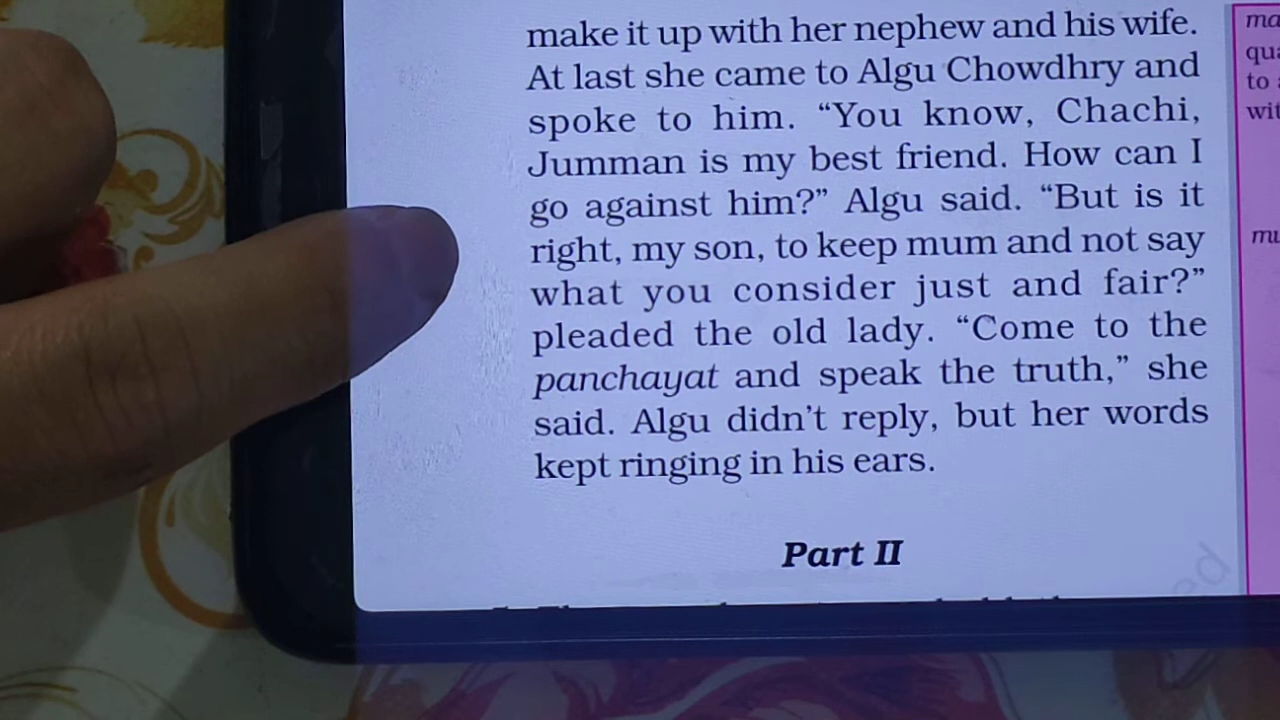 make it up with her nephew and his wife.
At last she came to Algu Chowdhry and
spoke to him. “You know, Chachi,
Jumman is my best friend. How can I
go against him?” Algu said. “But is it
right, my son, to keep mum and not say
what you consider just and fair?”
pleaded the old lady. “Come to the
panchayat and speak the truth,” she
said. Algu didn’t reply, but her words
kept ringing in his ears.
Part II
to